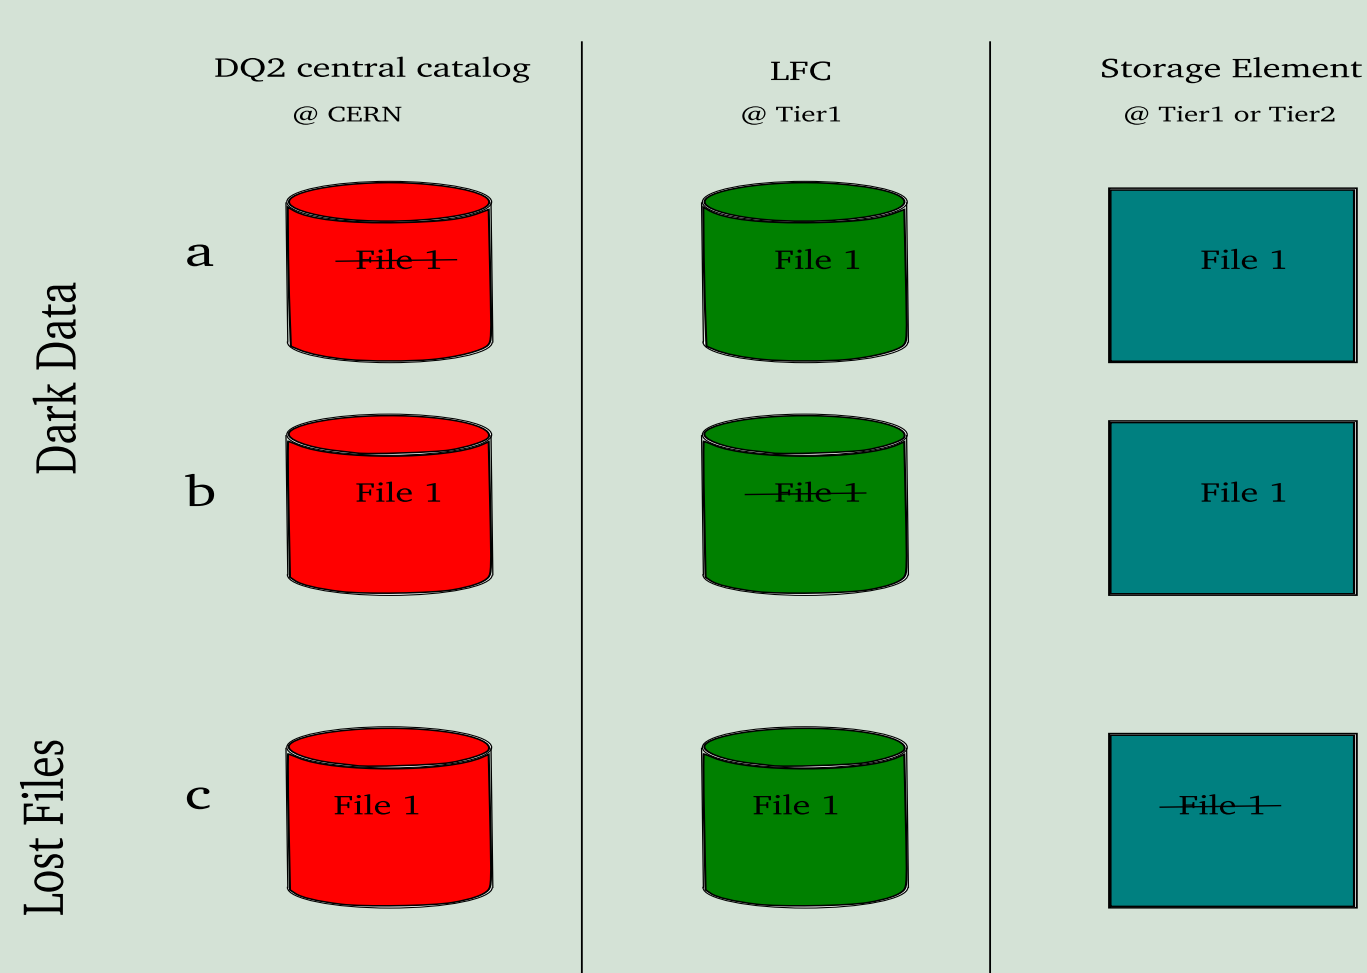 DQ2 central catalog
@ CERN
LFC
@ Tier1
Storage Element
@ Tier1 or Tier2
Dark Data
a
File 1
File 1
File 1
b
File 1
File 1
File 1
Lost Files
c
File 1
File 1
File 1